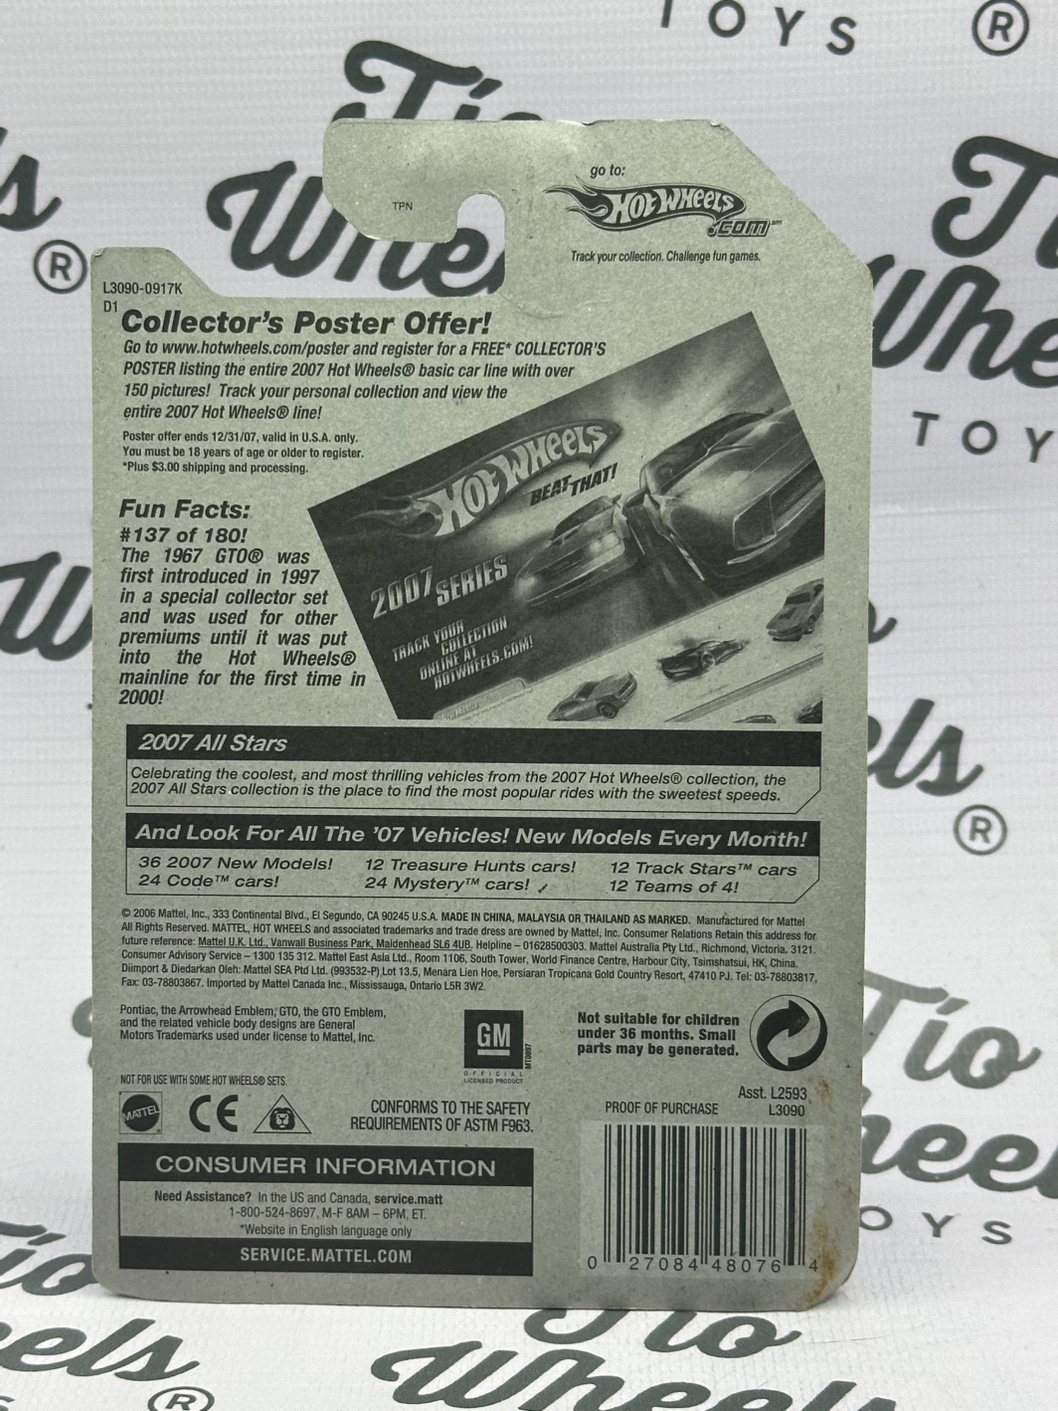 TOYS ®
Tío
Wheels
®
go to:
HOT WHEELS
.COM℠
TPN
Track your collection. Challenge fun games.
L3090-0917K
D1
Collector's Poster Offer!
Go to www.hotwheels.com/poster and register for a FREE* COLLECTOR'S
POSTER listing the entire 2007 Hot Wheels® basic car line with over
150 pictures! Track your personal collection and view the
entire 2007 Hot Wheels® line!
Poster offer ends 12/31/07, valid in U.S.A. only.
You must be 18 years of age or older to register.
*Plus $3.00 shipping and processing.
HOT WHEELS
BEAT THAT!
2007 SERIES
TRACK YOUR
COLLECTION
ONLINE AT
HOTWHEELS.COM!
Fun Facts:
#137 of 180!
The 1967 GTO® was
first introduced in 1997
in a special collector set
and was used for other
premiums until it was put
into the Hot Wheels®
mainline for the first time in
2000!
2007 All Stars
Celebrating the coolest, and most thrilling vehicles from the 2007 Hot Wheels® collection, the
2007 All Stars collection is the place to find the most popular rides with the sweetest speeds.
And Look For All The '07 Vehicles! New Models Every Month!
36 2007 New Models! 12 Treasure Hunts cars! 12 Track Stars™ cars
24 Code™ cars! 24 Mystery™ cars! 12 Teams of 4!
© 2006 Mattel, Inc., 333 Continental Blvd., El Segundo, CA 90245 U.S.A. MADE IN CHINA, MALAYSIA OR THAILAND AS MARKED. Manufactured for Mattel
All Rights Reserved. MATTEL, HOT WHEELS and associated trademarks and trade dress are owned by Mattel, Inc. Consumer Relations Retain this address for
future reference: Mattel U.K. Ltd., Vanwall Business Park, Maidenhead SL6 4UB. Helpline – 01628500303. Mattel Australia Pty Ltd., Richmond, Victoria. 3121.
Consumer Advisory Service – 1300 135 312. Mattel East Asia Ltd., Room 1106, South Tower, World Finance Centre, Harbour City, Tsimshatsui, HK, China.
Diimport & Diedarkan Oleh: Mattel SEA Ptd Ltd. (993532-P) Lot 13.5, Menara Lien Hoe, Persiaran Tropicana Gold Country Resort, 47410 PJ. Tel: 03-78803817,
Fax: 03-78803867. Imported by Mattel Canada Inc., Mississauga, Ontario L5R 3W2.
Pontiac, the Arrowhead Emblem, GTO, the GTO Emblem,
and the related vehicle body designs are General
Motors Trademarks used under license to Mattel, Inc.
GM
OFFICIAL
LICENSED PRODUCT
Not suitable for children
under 36 months. Small
parts may be generated.
NOT FOR USE WITH SOME HOT WHEELS® SETS.
MATTEL
CE
CONFORMS TO THE SAFETY
REQUIREMENTS OF ASTM F963.
Asst. L2593
PROOF OF PURCHASE L3090
CONSUMER INFORMATION
Need Assistance? In the US and Canada, service.matt
1-800-524-8697, M-F 8AM – 6PM, ET.
*Website in English language only
SERVICE.MATTEL.COM
0 27084 48076 4
Tío
Wheels
TOYS
Tío
Wheels
®